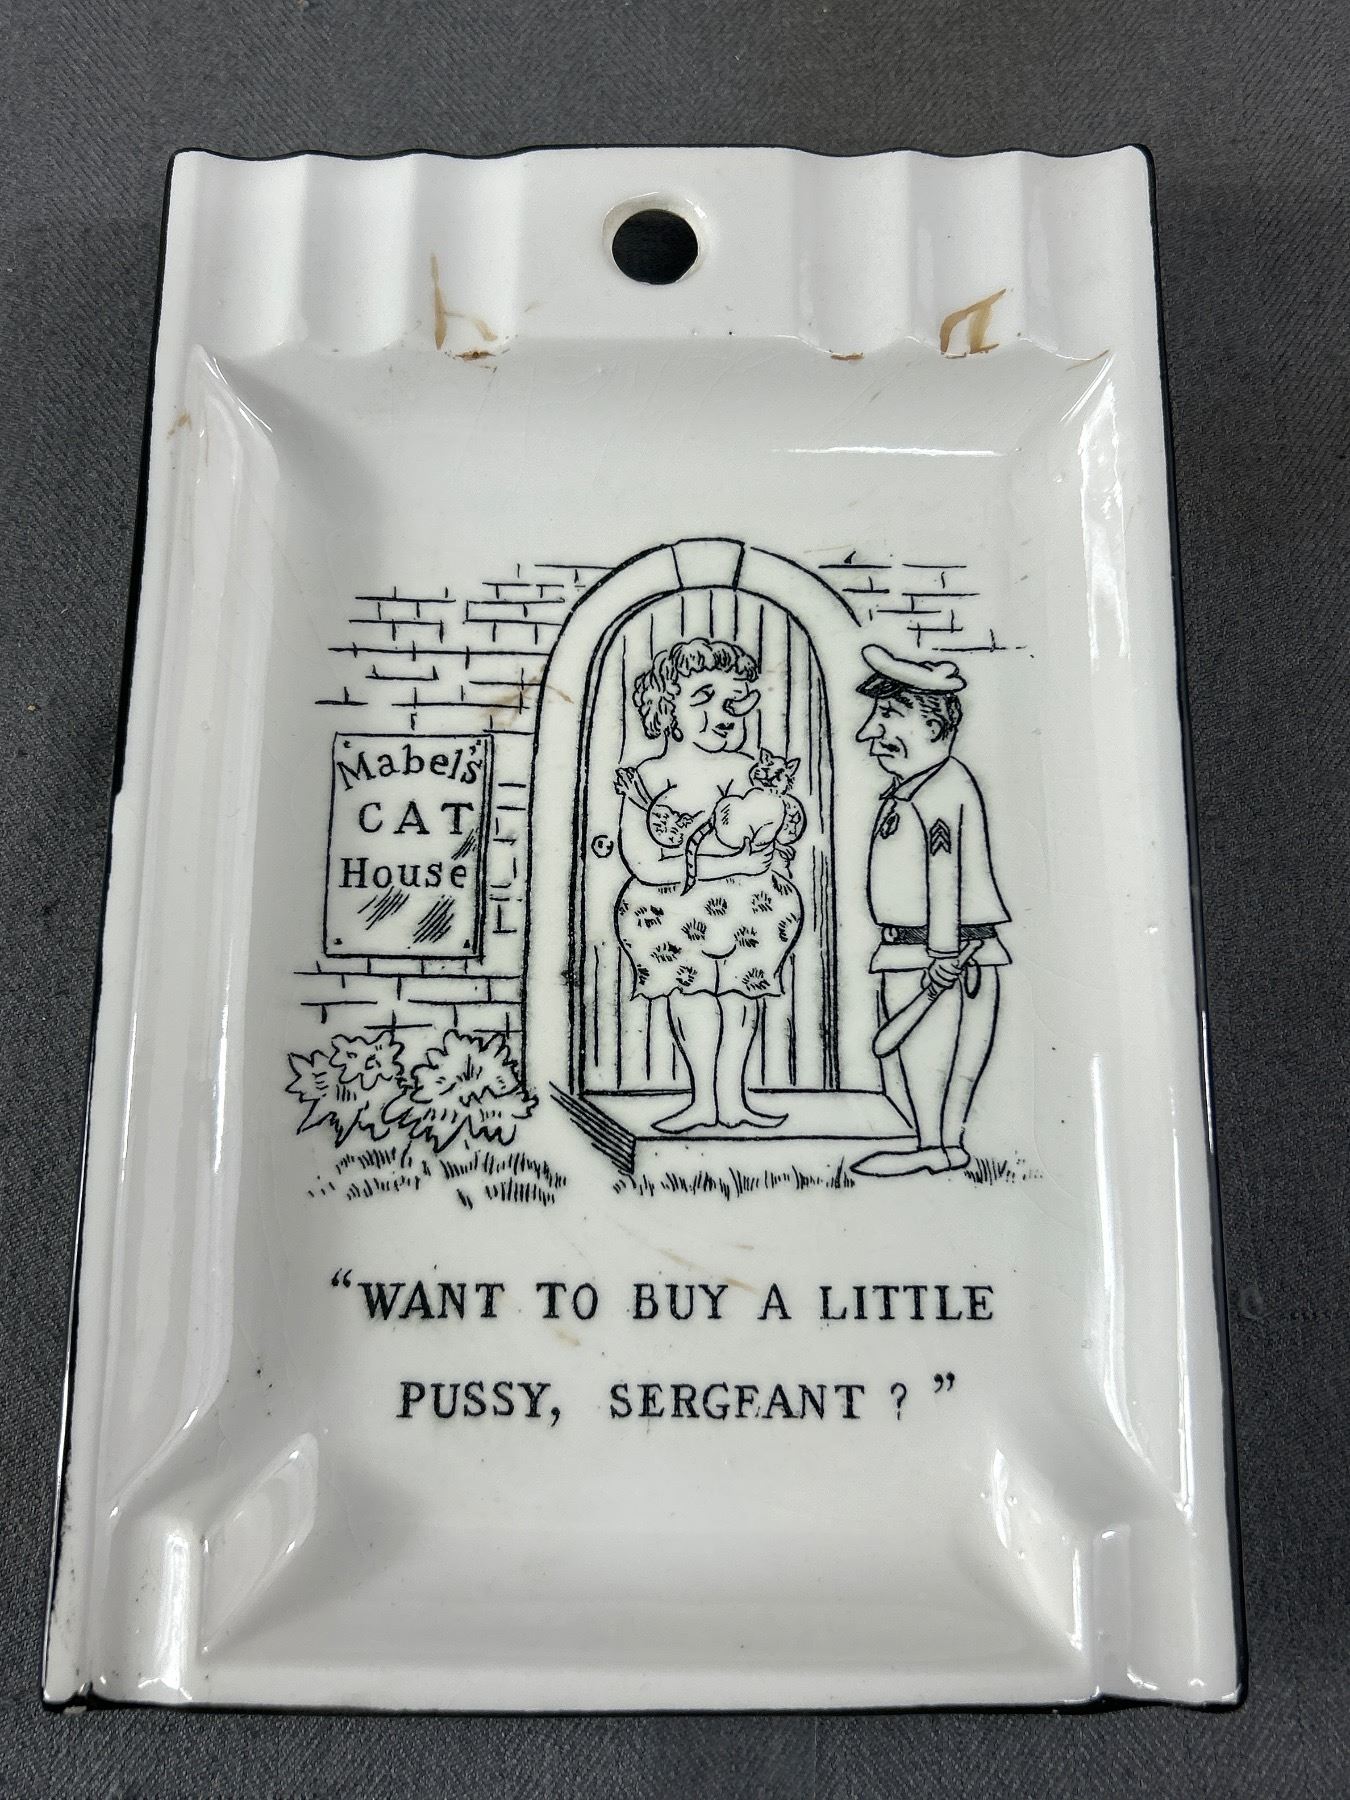 Mabel's
CAT
House
“WANT TO BUY A LITTLE
PUSSY, SERGEANT ? ”